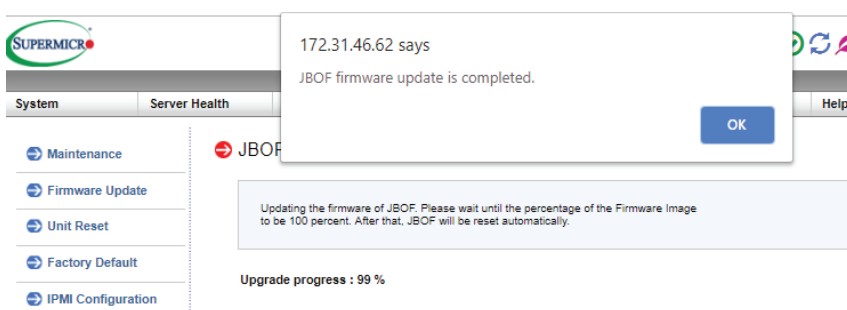 SUPERMICR
172.31.46.62 says
JBOF firmware update is completed.
OK
System
Server Health
Help
Maintenance
JBOF
Firmware Update
Updating the firmware of JBOF. Please wait until the percentage of the Firmware Image
to be 100 percent. After that, JBOF will be reset automatically.
Unit Reset
Factory Default
Upgrade progress : 99 %
IPMI Configuration